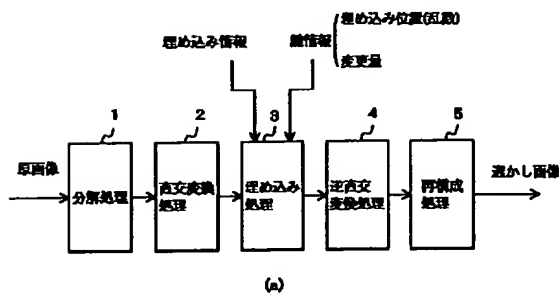 埋め込み情報
鍵情報
埋め込み位置(乱数)
変更量
1
2
3
4
5
原画像
分解処理
直交変換
処理
埋め込み
処理
逆直交
変換処理
再構成
処理
透かし画像
(a)